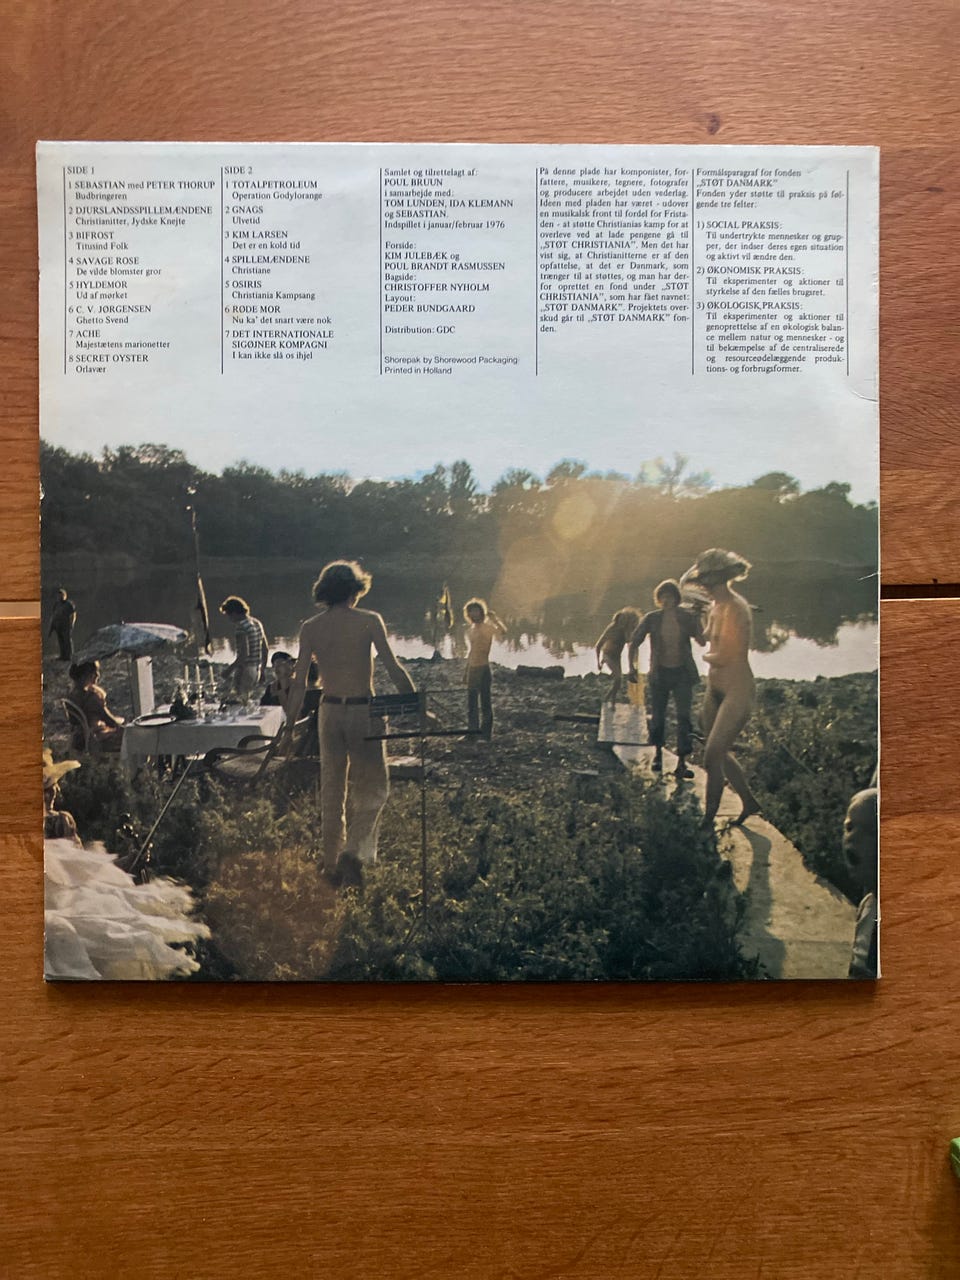 SIDE 1
1 SEBASTIAN med PETER THORUP
Budbringeren
2 DJURSLANDSSPILLEMÆNDENE
Christianitter, Jydske Knejte
3 BIFROST
Titusind Folk
4 SAVAGE ROSE
De vilde blomster gror
5 HYLDEMOR
Ud af mørket
6 C. V. JØRGENSEN
Ghetto Svend
7 ACHE
Majestætens marionetter
8 SECRET OYSTER
Orlavær
SIDE 2
1 TOTALPETROLEUM
Operation Godylorange
2 GNAGS
Ulvetid
3 KIM LARSEN
Det er en kold tid
4 SPILLEMÆNDENE
Christiane
5 OSIRIS
Christiania Kampsang
6 RØDE MOR
Nu ka' det snart være nok
7 DET INTERNATIONALE
SIGØJNER KOMPAGNI
I kan ikke slå os ihjel
Samlet og tilrettelagt af:
POUL BRUUN
i samarbejde med:
TOM LUNDEN, IDA KLEMANN
og SEBASTIAN.
Indspillet i januar/februar 1976
Forside:
KIM JULEBÆK og
POUL BRANDT RASMUSSEN
Bagside:
CHRISTOFFER NYHOLM
Layout:
PEDER BUNDGAARD
Distribution: GDC
Shorepak by Shorewood Packaging
Printed in Holland
På denne plade har komponister, for-
fattere, musikere, tegnere, fotografer
og producere arbejdet uden vederlag.
Ideen med pladen har været - udover
en musikalsk front til fordel for Frista-
den - at støtte Christianias kamp for at
overleve ved at lade pengene gå til
„STØT CHRISTIANIA". Men det har
vist sig, at Christianitterne er af den
opfattelse, at det er Danmark, som
trænger til at støttes, og man har der-
for oprettet en fond under „STØT
CHRISTIANIA", som har fået navnet:
„STØT DANMARK". Projektets over-
skud går til „STØT DANMARK" fon-
den.
Formålsparagraf for fonden
„STØT DANMARK"
Fonden yder støtte til praksis på føl-
gende tre felter:
1) SOCIAL PRAKSIS:
Til undertrykte mennesker og grup-
per, der indser deres egen situation
og aktivt vil ændre den.
2) ØKONOMISK PRAKSIS:
Til eksperimenter og aktioner til
styrkelse af den fælles brugsret.
3) ØKOLOGISK PRAKSIS:
Til eksperimenter og aktioner til
genoprettelse af en økologisk balan-
ce mellem natur og mennesker - og
til bekæmpelse af de centraliserede
og resourceødelæggende produk-
tions- og forbrugsformer.